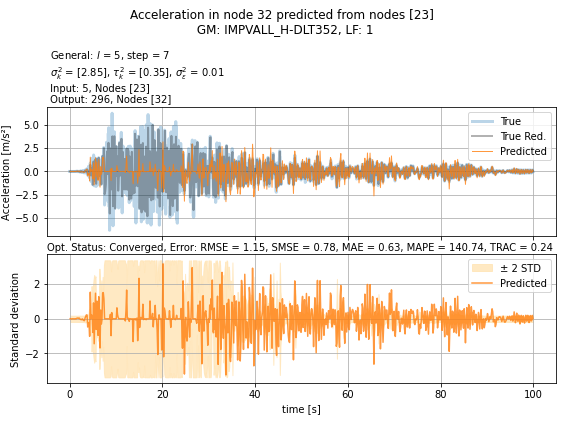 Acceleration in node 32 predicted from nodes [23]
GM: IMPVALL_H-DLT352, LF: 1
General: l = 5, step = 7
σ²ₖ = [2.85], τ²ₖ = [0.35], σ²ε = 0.01
Input: 5, Nodes [23]
Output: 296, Nodes [32]
Acceleration [m/s²]
5.0
2.5
0.0
−2.5
−5.0
True
True Red.
Predicted
Opt. Status: Converged, Error: RMSE = 1.15, SMSE = 0.78, MAE = 0.63, MAPE = 140.74, TRAC = 0.24
Standard deviation
2
0
−2
± 2 STD
Predicted
0 20 40 60 80 100
time [s]